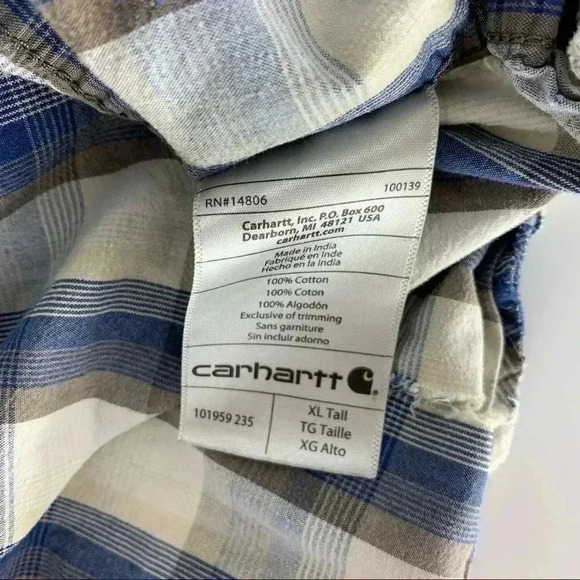 RN#14806 100139
Carhartt, Inc. P.O. Box 600
Dearborn, MI 48121 USA
carhartt.com
Made in India
Fabriqué en Inde
Hecho en la India
100% Cotton
100% Coton
100% Algodón
Exclusive of trimming
Sans garniture
Sin incluir adorno
carhartt
101959 235
XL Tall
TG Taille
XG Alto